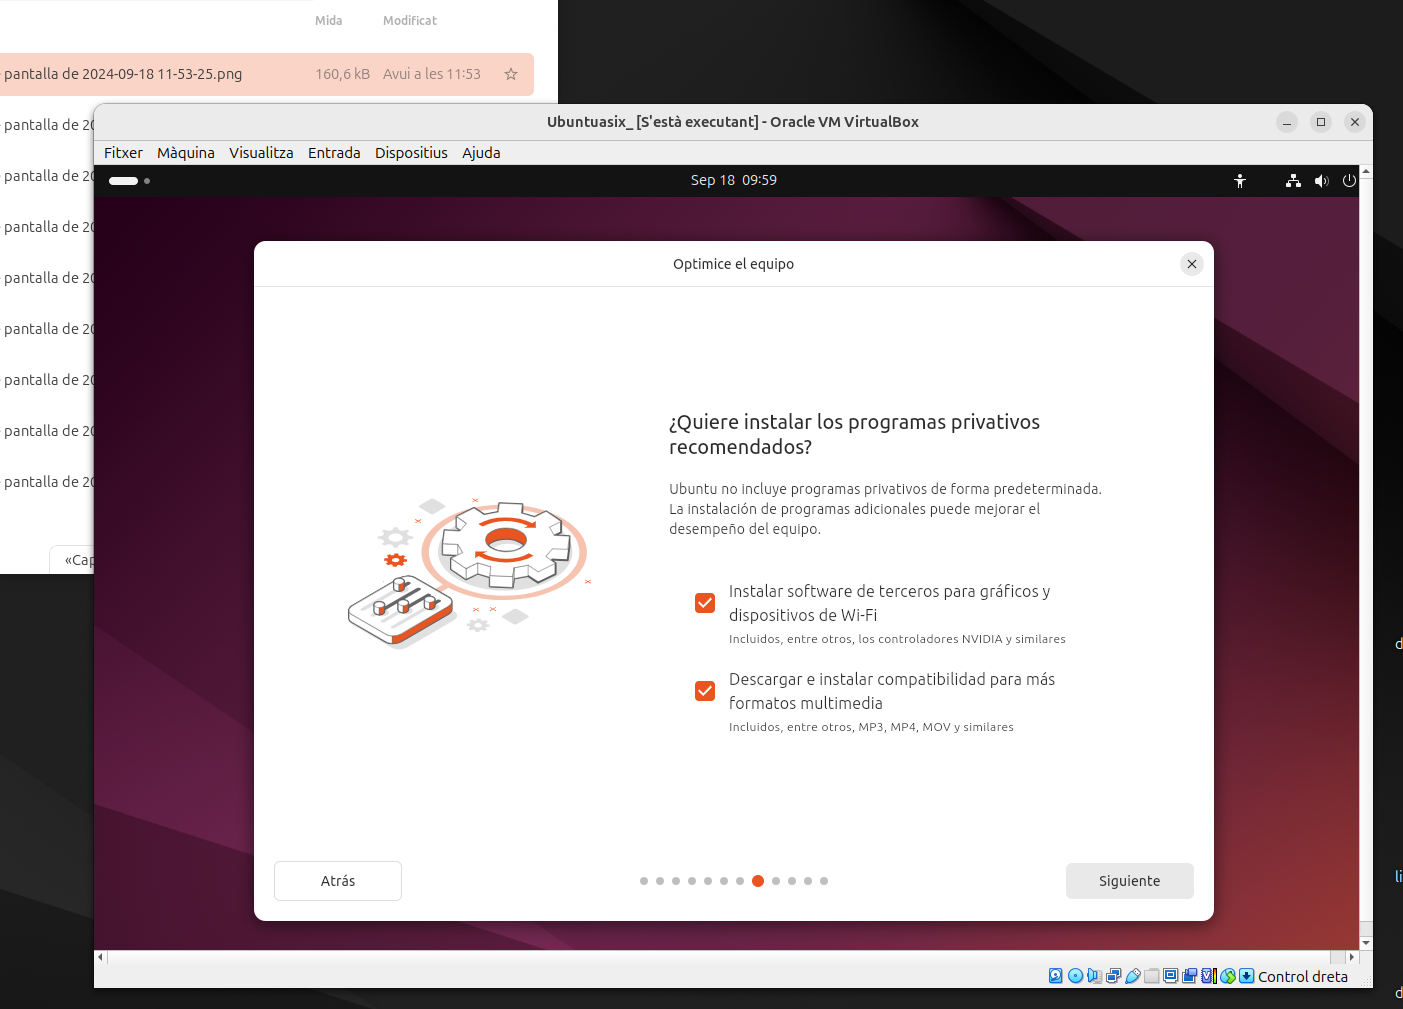 Mida Modificat
pantalla de 2024-09-18 11-53-25.png 160,6 kB Avui a les 11:53
pantalla de 20
pantalla de 20
pantalla de 20
pantalla de 20
pantalla de 20
pantalla de 20
pantalla de 20
pantalla de 20
«Cap
Ubuntuasix_ [S'està executant] - Oracle VM VirtualBox
Fitxer Màquina Visualitza Entrada Dispositius Ajuda
Sep 18 09:59
Optimice el equipo
¿Quiere instalar los programas privativos
recomendados?
Ubuntu no incluye programas privativos de forma predeterminada.
La instalación de programas adicionales puede mejorar el
desempeño del equipo.
Instalar software de terceros para gráficos y
dispositivos de Wi-Fi
Incluidos, entre otros, los controladores NVIDIA y similares
Descargar e instalar compatibilidad para más
formatos multimedia
Incluidos, entre otros, MP3, MP4, MOV y similares
Atrás
Siguiente
Control dreta
d
li
d